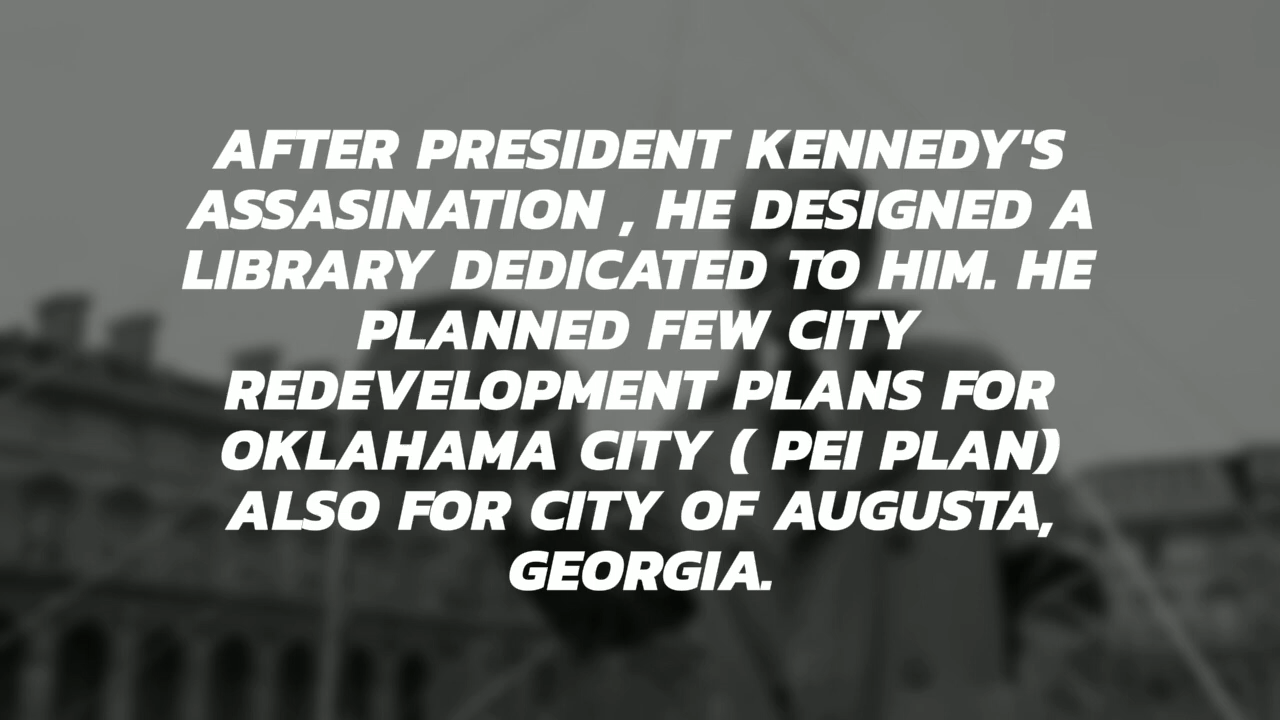 AFTER PRESIDENT KENNEDY'S
ASSASINATION , HE DESIGNED A
LIBRARY DEDICATED TO HIM. HE
PLANNED FEW CITY
REDEVELOPMENT PLANS FOR
OKLAHAMA CITY ( PEI PLAN)
ALSO FOR CITY OF AUGUSTA,
GEORGIA.